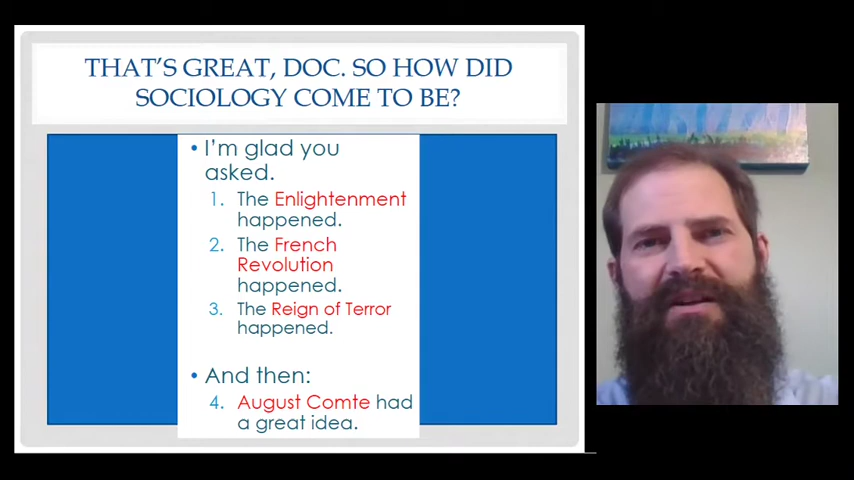 THAT'S GREAT, DOC. SO HOW DID
SOCIOLOGY COME TO BE?
• I'm glad you
asked.
1. The Enlightenment
happened.
2. The French
Revolution
happened.
3. The Reign of Terror
happened.
• And then:
4. August Comte had
a great idea.